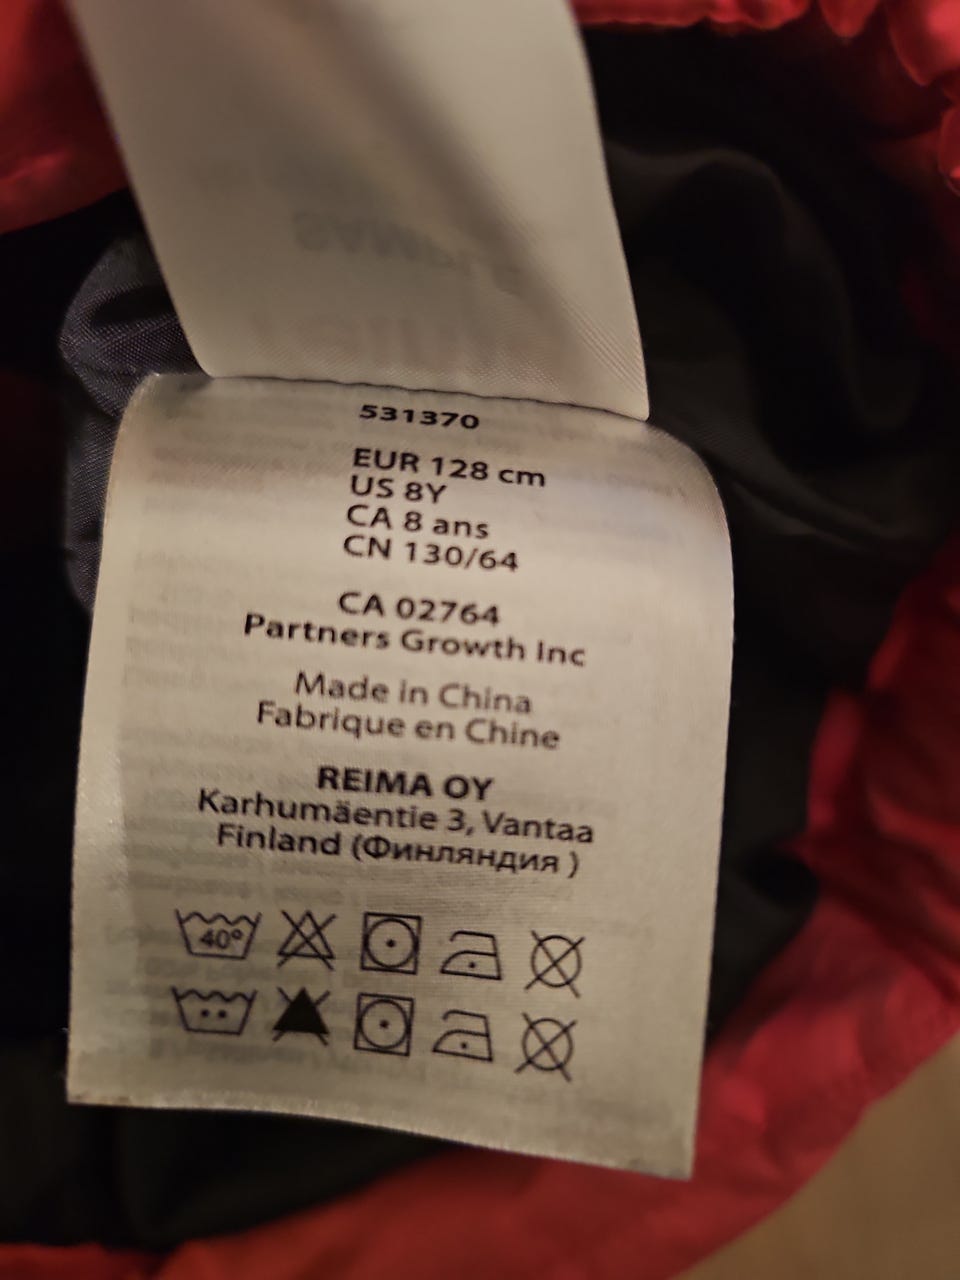 531370
EUR 128 cm
US 8Y
CA 8 ans
CN 130/64
CA 02764
Partners Growth Inc
Made in China
Fabrique en Chine
REIMA OY
Karhumäentie 3, Vantaa
Finland (Финляндия )
40°